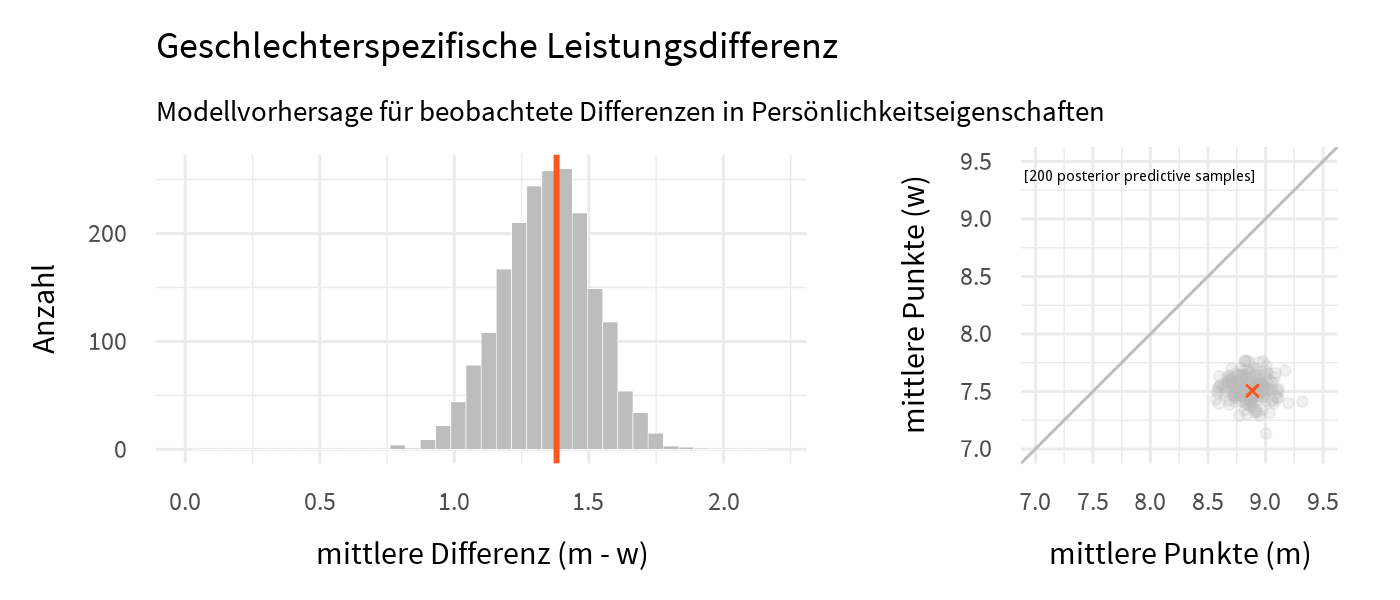 Geschlechterspezifische Leistungsdifferenz
Modellvorhersage für beobachtete Differenzen in Persönlichkeitseigenschaften
Anzahl
200
100
0
0.0 0.5 1.0 1.5 2.0
mittlere Differenz (m - w)
mittlere Punkte (w)
9.5
9.0
8.5
8.0
7.5
7.0
[200 posterior predictive samples]
7.0 7.5 8.0 8.5 9.0 9.5
mittlere Punkte (m)